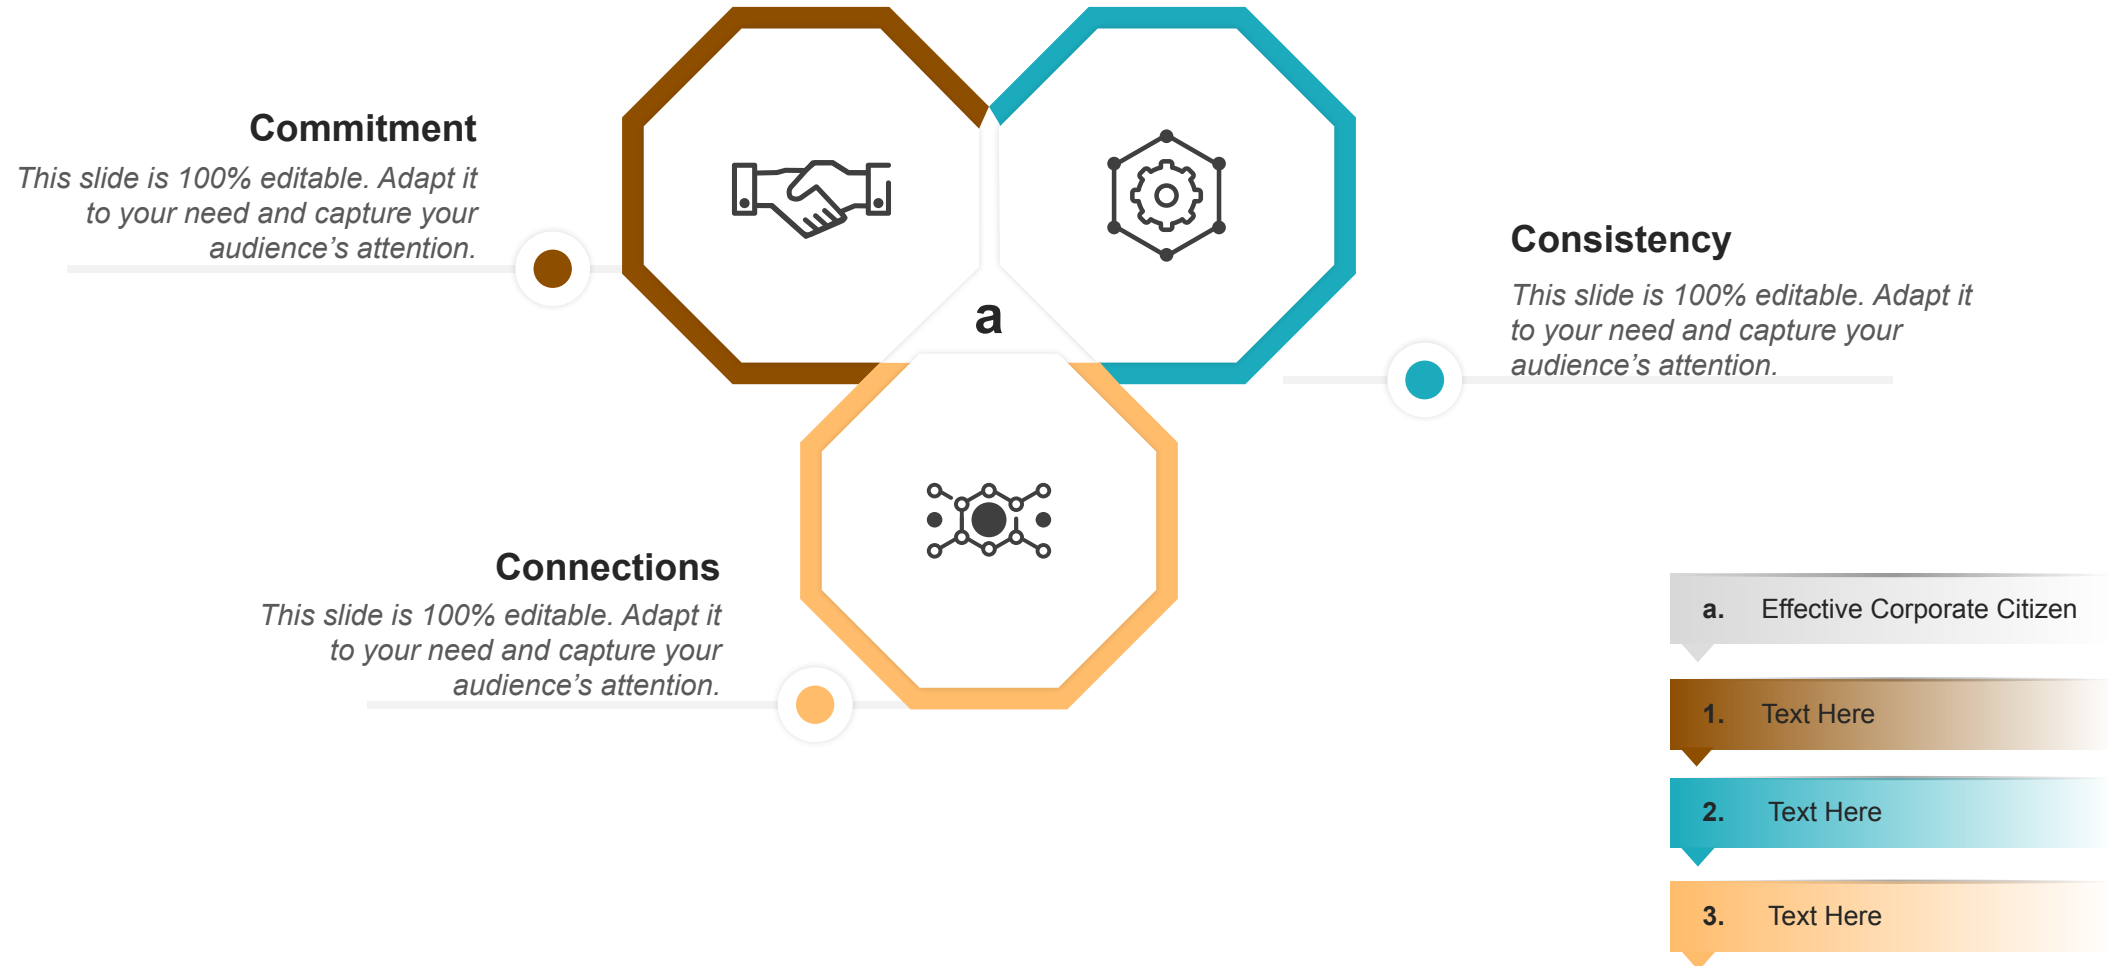 Commitment
This slide is 100% editable. Adapt it
to your need and capture your
audience’s attention.
Consistency
This slide is 100% editable. Adapt it
to your need and capture your
audience’s attention.
a
Connections
This slide is 100% editable. Adapt it
to your need and capture your
audience’s attention.
a. Effective Corporate Citizen
1. Text Here
2. Text Here
3. Text Here